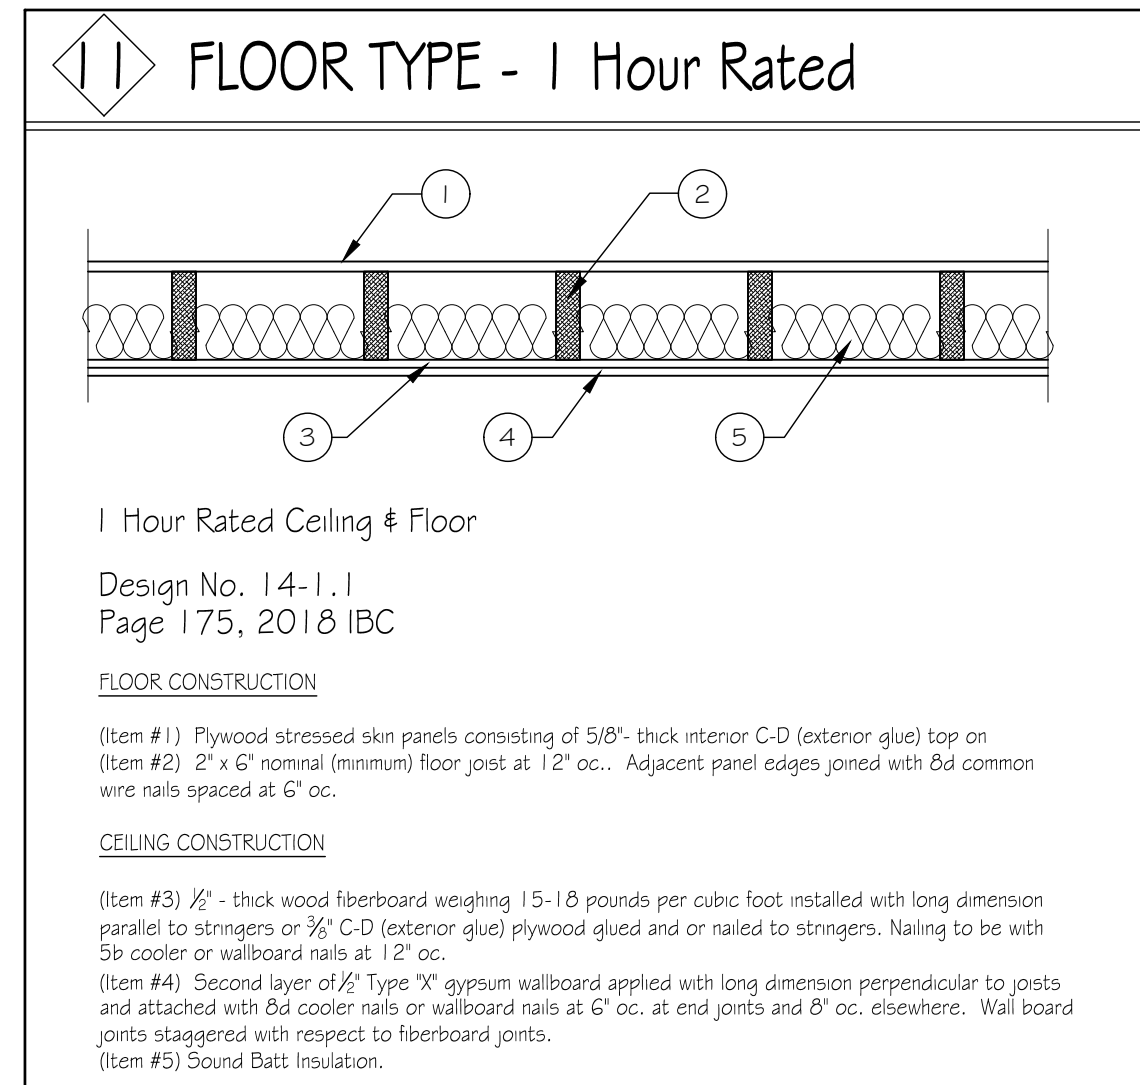 11 FLOOR TYPE - 1 Hour Rated
1
2
3
4
5
1 Hour Rated Ceiling & Floor
Design No. 14-1.1
Page 175, 2018 IBC
FLOOR CONSTRUCTION
(Item #1) Plywood stressed skin panels consisting of 5/8"- thick interior C-D (exterior glue) top on
(Item #2) 2" x 6" nominal (minimum) floor joist at 12" oc.. Adjacent panel edges joined with 8d common
wire nails spaced at 6" oc.
CEILING CONSTRUCTION
(Item #3) ½" - thick wood fiberboard weighing 15-18 pounds per cubic foot installed with long dimension
parallel to stringers or ⅜" C-D (exterior glue) plywood glued and or nailed to stringers. Nailing to be with
5b cooler or wallboard nails at 12" oc.
(Item #4) Second layer of ½" Type "X" gypsum wallboard applied with long dimension perpendicular to joists
and attached with 8d cooler nails or wallboard nails at 6" oc. at end joints and 8" oc. elsewhere. Wall board
joints staggered with respect to fiberboard joints.
(Item #5) Sound Batt Insulation.